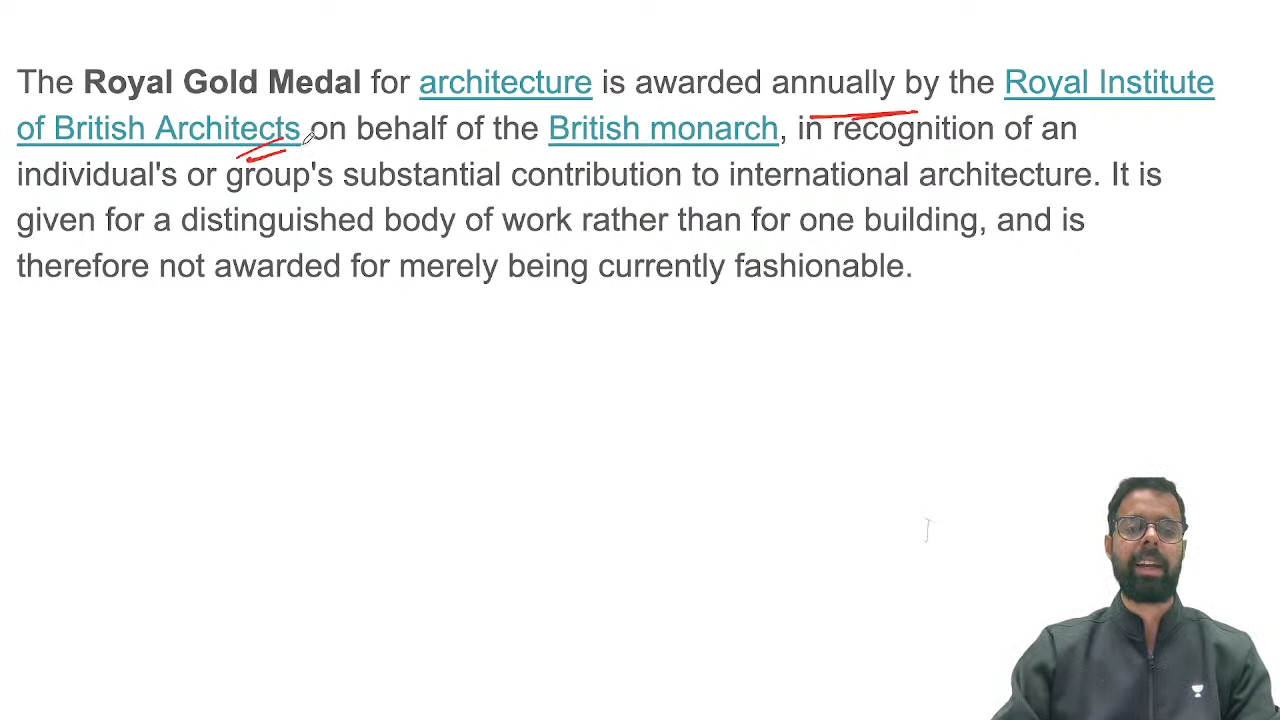 The Royal Gold Medal for architecture is awarded annually by the Royal Institute
of British Architects on behalf of the British monarch, in recognition of an
individual's or group's substantial contribution to international architecture. It is
given for a distinguished body of work rather than for one building, and is
therefore not awarded for merely being currently fashionable.